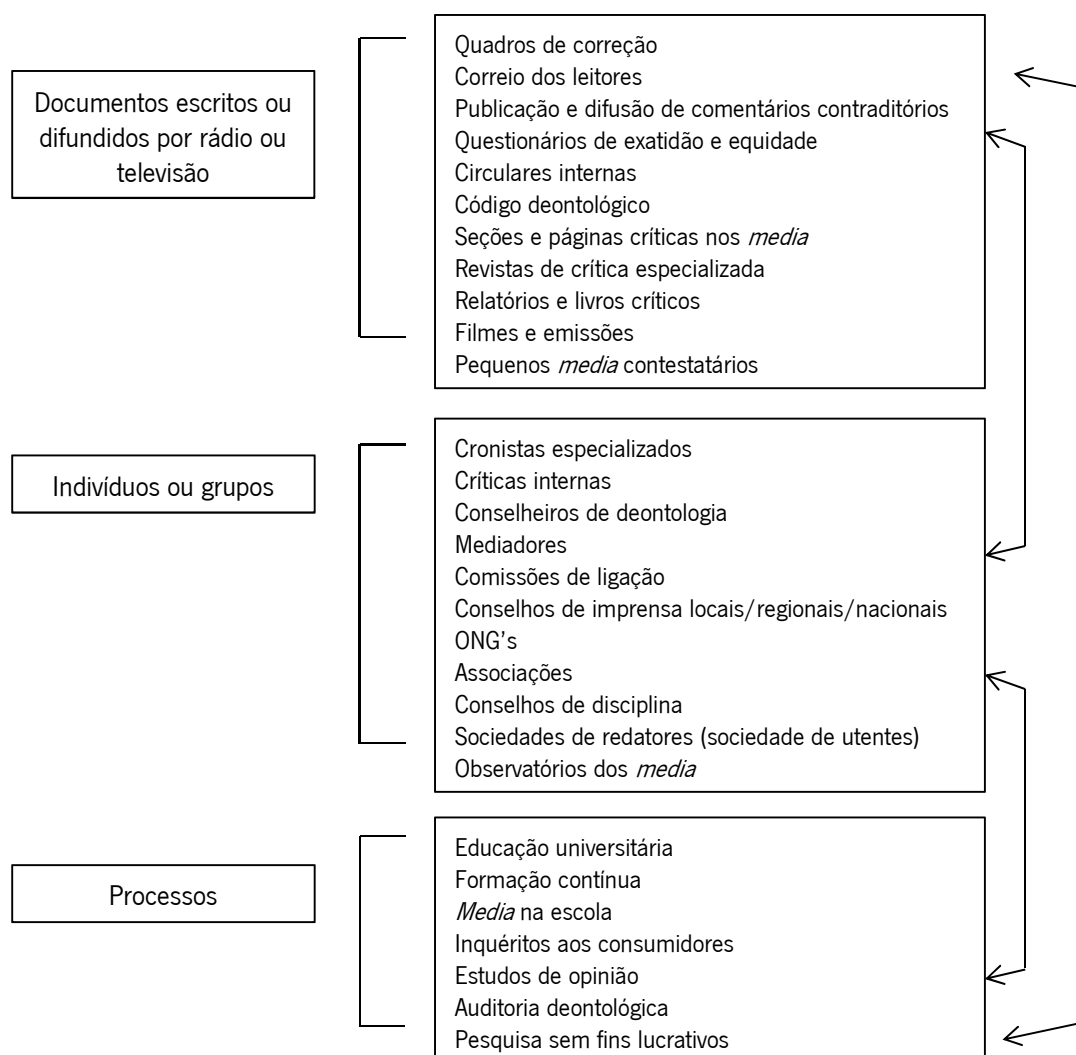 Documentos escritos ou
difundidos por rádio ou
televisão
Quadros de correção
Correio dos leitores
Publicação e difusão de comentários contraditórios
Questionários de exatidão e equidade
Circulares internas
Código deontológico
Seções e páginas críticas nos media
Revistas de crítica especializada
Relatórios e livros críticos
Filmes e emissões
Pequenos media contestatários
Indivíduos ou grupos
Cronistas especializados
Críticas internas
Conselheiros de deontologia
Mediadores
Comissões de ligação
Conselhos de imprensa locais/regionais/nacionais
ONG's
Associações
Conselhos de disciplina
Sociedades de redatores (sociedade de utentes)
Observatórios dos media
Processos
Educação universitária
Formação contínua
Media na escola
Inquéritos aos consumidores
Estudos de opinião
Auditoria deontológica
Pesquisa sem fins lucrativos